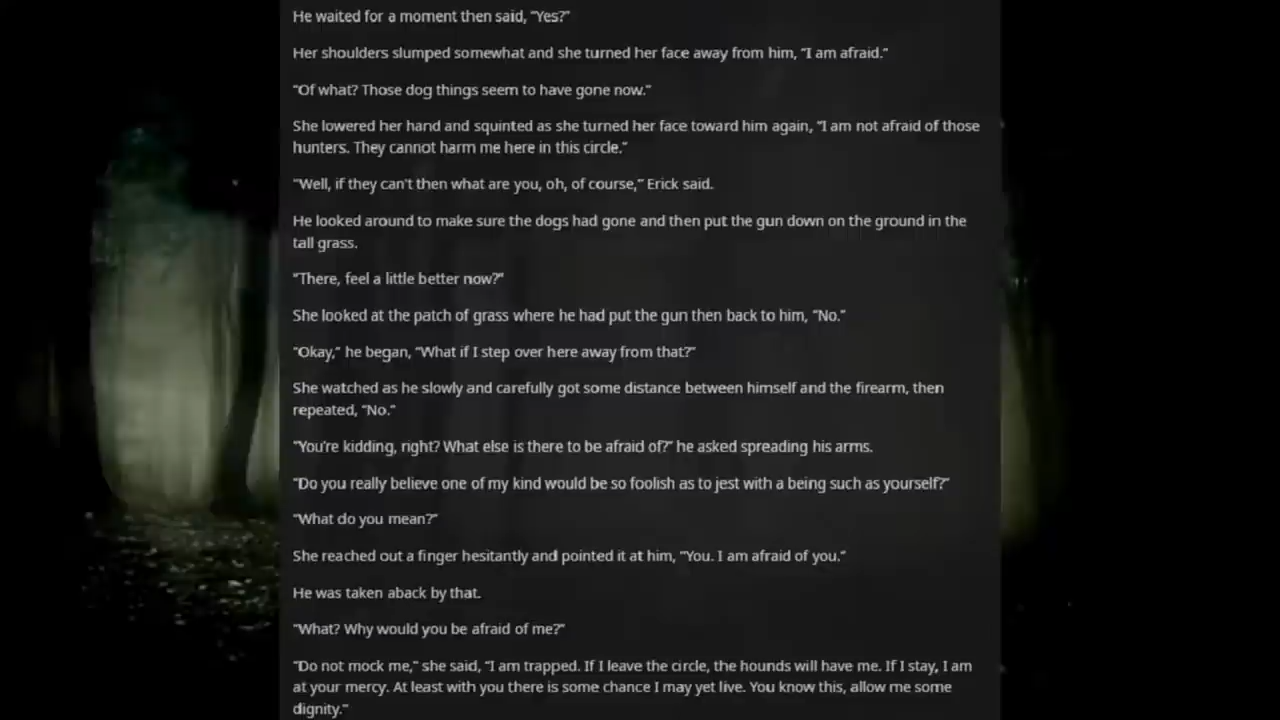 He waited for a moment then said, “Yes?”
Her shoulders slumped somewhat and she turned her face away from him, “I am afraid.”
“Of what? Those dog things seem to have gone now.”
She lowered her hand and squinted as she turned her face toward him again, “I am not afraid of those
hunters. They cannot harm me here in this circle.”
“Well, if they can't then what are you, oh, of course,” Erick said.
He looked around to make sure the dogs had gone and then put the gun down on the ground in the
tall grass.
“There, feel a little better now?”
She looked at the patch of grass where he had put the gun then back to him, “No.”
“Okay,” he began, “What if I step over here away from that?”
She watched as he slowly and carefully got some distance between himself and the firearm, then
repeated, “No.”
“You're kidding, right? What else is there to be afraid of?” he asked spreading his arms.
“Do you really believe one of my kind would be so foolish as to jest with a being such as yourself?”
“What do you mean?”
She reached out a finger hesitantly and pointed it at him, “You. I am afraid of you.”
He was taken aback by that.
“What? Why would you be afraid of me?”
“Do not mock me,” she said, “I am trapped. If I leave the circle, the hounds will have me. If I stay, I am
at your mercy. At least with you there is some chance I may yet live. You know this, allow me some
dignity.”